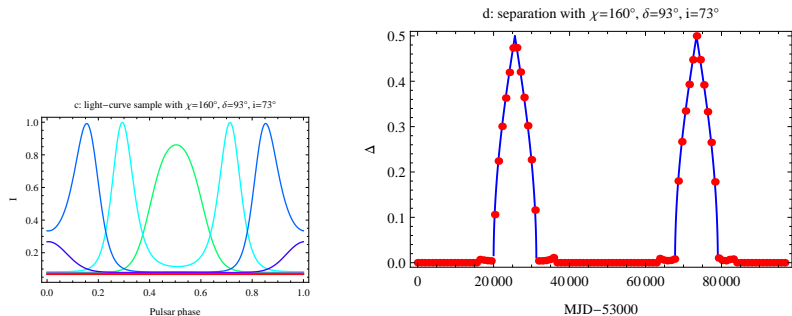 c: light-curve sample with χ=160°, δ=93°, i=73°
1.0
0.8
0.6
0.4
0.2
I
0.0 0.2 0.4 0.6 0.8 1.0
Pulsar phase
d: separation with χ=160°, δ=93°, i=73°
0.5
0.4
0.3
0.2
0.1
0.0
Δ
0 20000 40000 60000 80000
MJD-53000